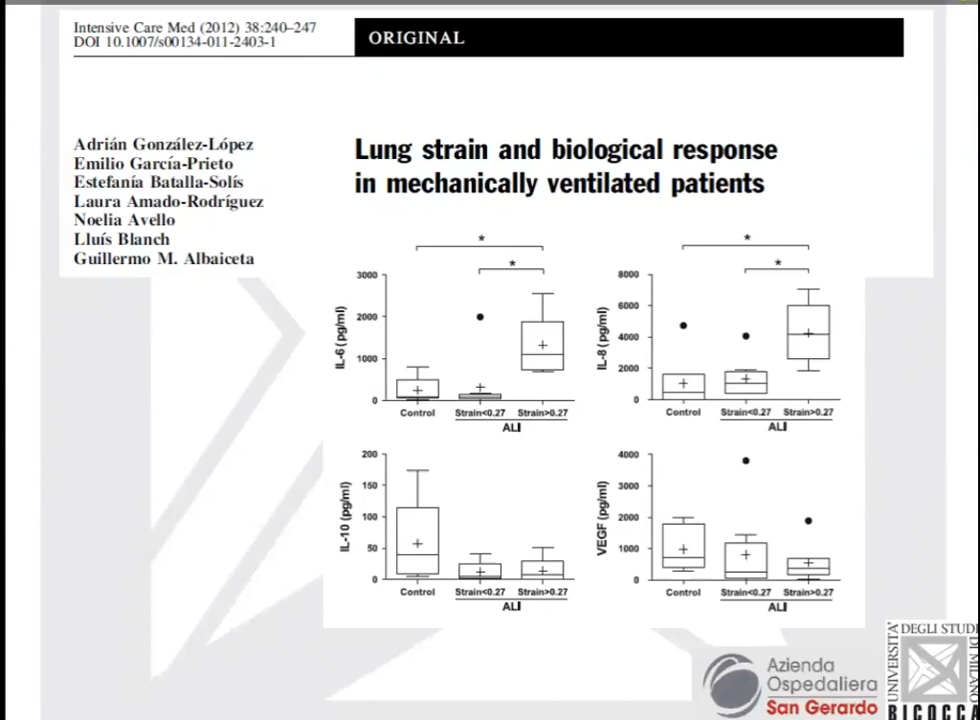 Intensive Care Med (2012) 38:240–247
DOI 10.1007/s00134-011-2403-1
ORIGINAL
Adrián González-López
Emilio García-Prieto
Estefanía Batalla-Solís
Laura Amado-Rodríguez
Noelia Avello
Lluís Blanch
Guillermo M. Albaiceta
Lung strain and biological response
in mechanically ventilated patients
*
*
IL-6 (pg/ml)
3000
2000
1000
0
Control
Strain<0.27
Strain>0.27
ALI
*
*
IL-8 (pg/ml)
8000
6000
4000
2000
0
Control
Strain<0.27
Strain>0.27
ALI
IL-10 (pg/ml)
200
150
100
50
0
Control
Strain<0.27
Strain>0.27
ALI
VEGF (pg/ml)
4000
3000
2000
1000
0
Control
Strain<0.27
Strain>0.27
ALI
Azienda
Ospedaliera
San Gerardo
UNIVERSITÀ
DEGLI STUDI
DI MILANO
BICOCCA